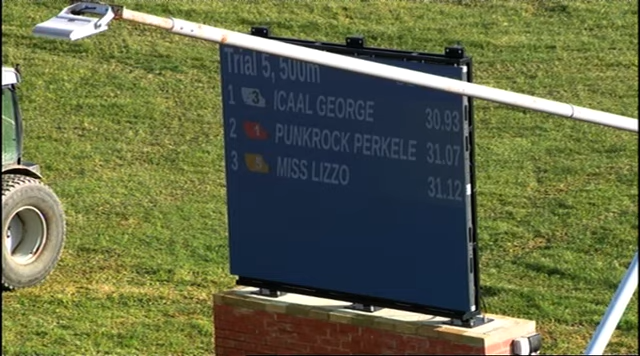 Trial 5, 500m
1 3 ICAAL GEORGE 30.93
2 1 PUNKROCK PERKELE 31.07
3 5 MISS LIZZO 31.12